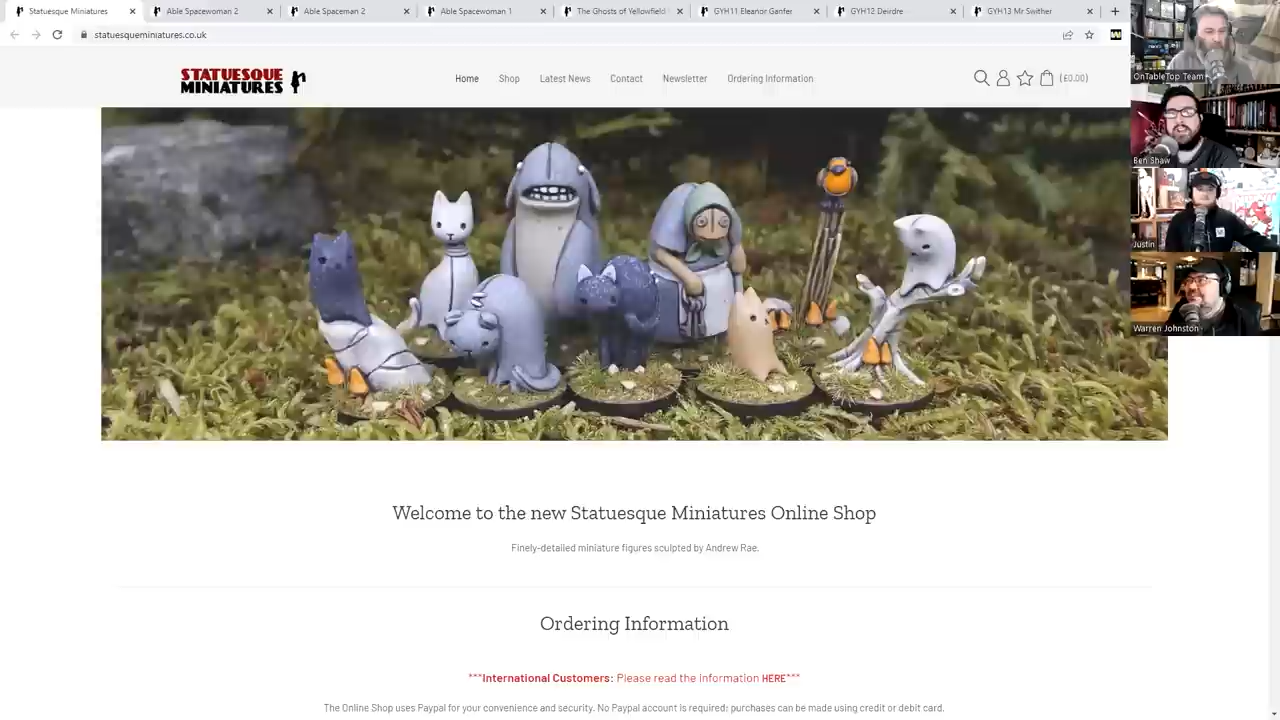 Statuesque Miniatures
Able Spacewoman 2
Able Spaceman 2
Able Spacewoman 1
The Ghosts of Yellowfield
GYH11 Eleanor Ganfer
GYH12 Deirdre
GYH13 Mr Swither
statuesqueminiatures.co.uk
STATUESQUE
MINIATURES
Home
Shop
Latest News
Contact
Newsletter
Ordering Information
(£0.00)
OnTableTop Team
Ben Shaw
Justin
Warren Johnston
Welcome to the new Statuesque Miniatures Online Shop
Finely-detailed miniature figures sculpted by Andrew Rae.
Ordering Information
***International Customers: Please read the information HERE***
The Online Shop uses Paypal for your convenience and security. No Paypal account is required; purchases can be made using credit or debit card.